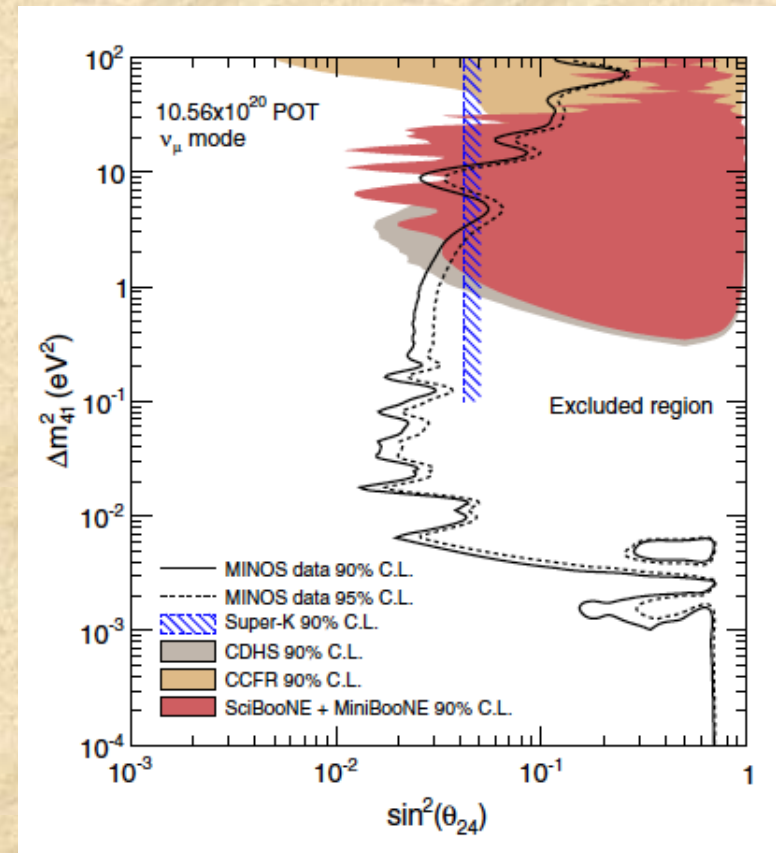 10.56x10²⁰ POT
νμ mode
Excluded region
MINOS data 90% C.L.
MINOS data 95% C.L.
Super-K 90% C.L.
CDHS 90% C.L.
CCFR 90% C.L.
SciBooNE + MiniBooNE 90% C.L.
Δm²₄₁ (eV²)
10²
10
1
10⁻¹
10⁻²
10⁻³
10⁻⁴
10⁻³ 10⁻² 10⁻¹ 1
sin²(θ₂₄)